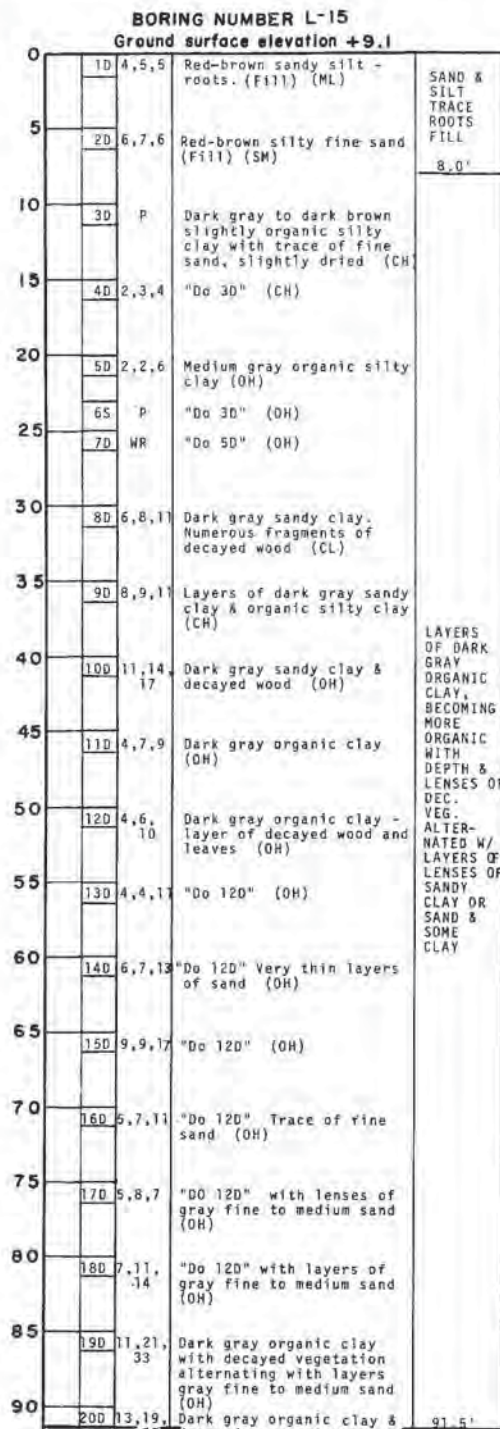 BORING NUMBER L-15
Ground surface elevation +9.1
0
1D 4,5,5 Red-brown sandy silt -
roots. (Fill) (ML)
SAND &
SILT
TRACE
ROOTS
FILL
8.0'
5
2D 6,7,6 Red-brown silty fine sand
(Fill) (SM)
10
3D P Dark gray to dark brown
slightly organic silty
clay with trace of fine
sand, slightly dried (CH)
15
4D 2,3,4 "Do 3D" (CH)
20
5D 2,2,6 Medium gray organic silty
clay (OH)
6S P "Do 3D" (OH)
25
7D WR "Do 5D" (OH)
30
8D 6,8,11 Dark gray sandy clay.
Numerous fragments of
decayed wood (CL)
35
9D 8,9,11 Layers of dark gray sandy
clay & organic silty clay
(CH)
LAYERS
OF DARK
GRAY
ORGANIC
CLAY,
BECOMING
MORE
ORGANIC
WITH
DEPTH &
LENSES OF
DEC.
VEG.
ALTER-
NATED W/
LAYERS OF
LENSES OF
SANDY
CLAY OR
SAND &
SOME
CLAY
40
10D 11,14, Dark gray sandy clay &
17 decayed wood (OH)
45
11D 4,7,9 Dark gray organic clay
(OH)
50
12D 4,6, Dark gray organic clay -
10 layer of decayed wood and
leaves (OH)
55
13D 4,4,11 "Do 12D" (OH)
60
14D 6,7,13 "Do 12D" Very thin layers
of sand (OH)
65
15D 9,9,17 "Do 12D" (OH)
70
16D 5,7,11 "Do 12D" Trace of fine
sand (OH)
75
17D 5,8,7 "DO 12D" with lenses of
gray fine to medium sand
(OH)
80
18D 7,11, "Do 12D" with layers of
14 gray fine to medium sand
(OH)
85
19D 11,21, Dark gray organic clay
33 with decayed vegetation
alternating with layers
gray fine to medium sand
(OH)
90
20D 13,19, Dark gray organic clay &
91.5'